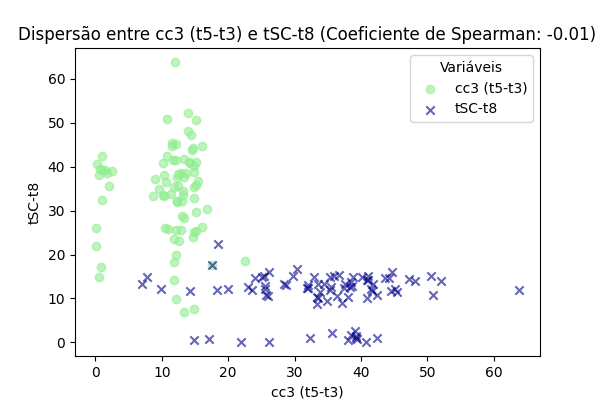 Dispersão entre cc3 (t5-t3) e tSC-t8 (Coeficiente de Spearman: -0.01)
Variáveis
cc3 (t5-t3)
tSC-t8
60
50
40
30
20
10
0
tSC-t8
0 10 20 30 40 50 60
cc3 (t5-t3)